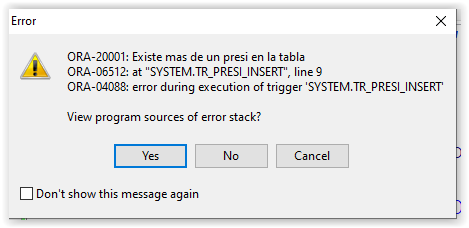 Error
ORA-20001: Existe mas de un presi en la tabla
ORA-06512: at "SYSTEM.TR_PRESI_INSERT", line 9
ORA-04088: error during execution of trigger 'SYSTEM.TR_PRESI_INSERT'
View program sources of error stack?
Yes
No
Cancel
Don't show this message again